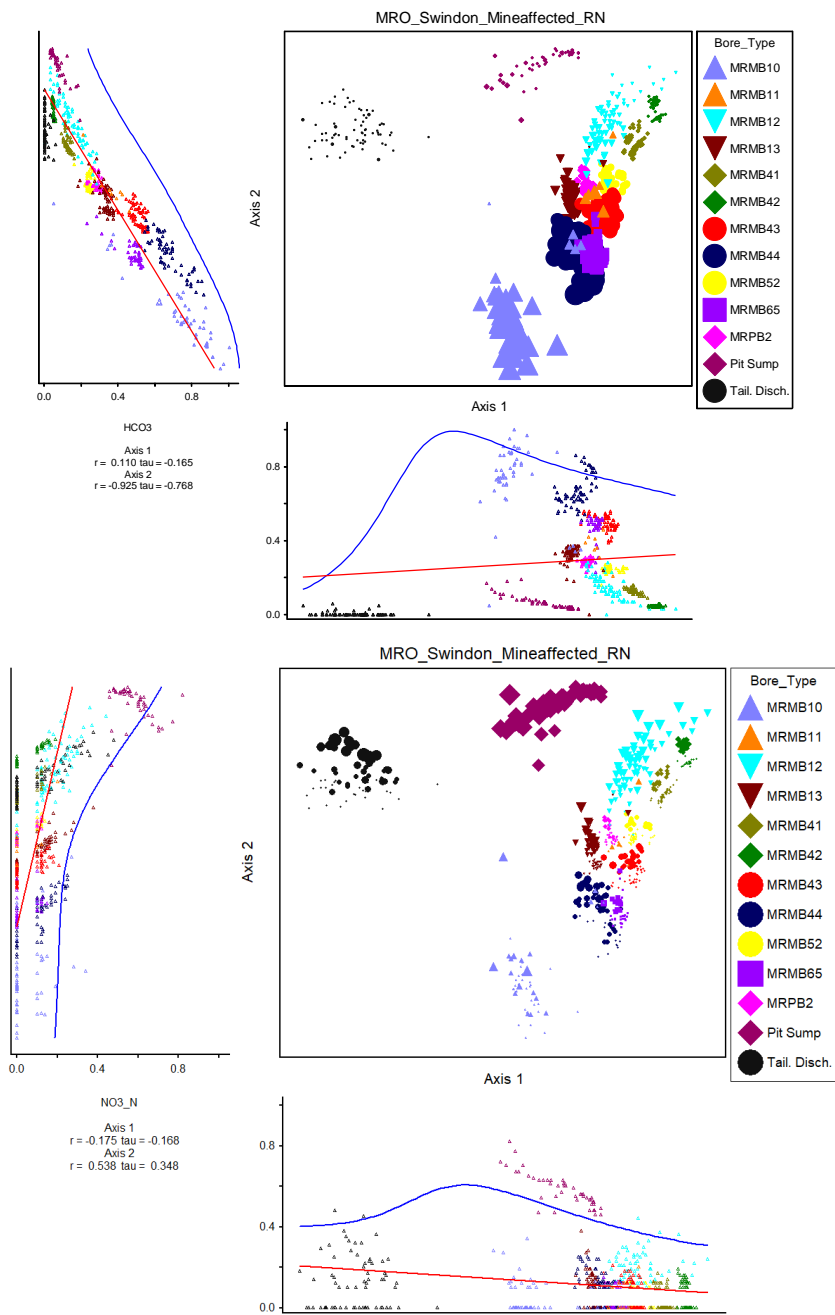 MRO_Swindon_Mineaffected_RN
Axis 2
0.0 0.4 0.8
HCO3
Axis 1
r = 0.110 tau = -0.165
Axis 2
r = -0.925 tau = -0.768
Bore_Type
MRMB10
MRMB11
MRMB12
MRMB13
MRMB41
MRMB42
MRMB43
MRMB44
MRMB52
MRMB65
MRPB2
Pit Sump
Tail. Disch.
Axis 1
0.8
0.4
0.0
MRO_Swindon_Mineaffected_RN
Axis 2
0.0 0.4 0.8
NO3_N
Axis 1
r = -0.175 tau = -0.168
Axis 2
r = 0.538 tau = 0.348
Bore_Type
MRMB10
MRMB11
MRMB12
MRMB13
MRMB41
MRMB42
MRMB43
MRMB44
MRMB52
MRMB65
MRPB2
Pit Sump
Tail. Disch.
Axis 1
0.8
0.4
0.0